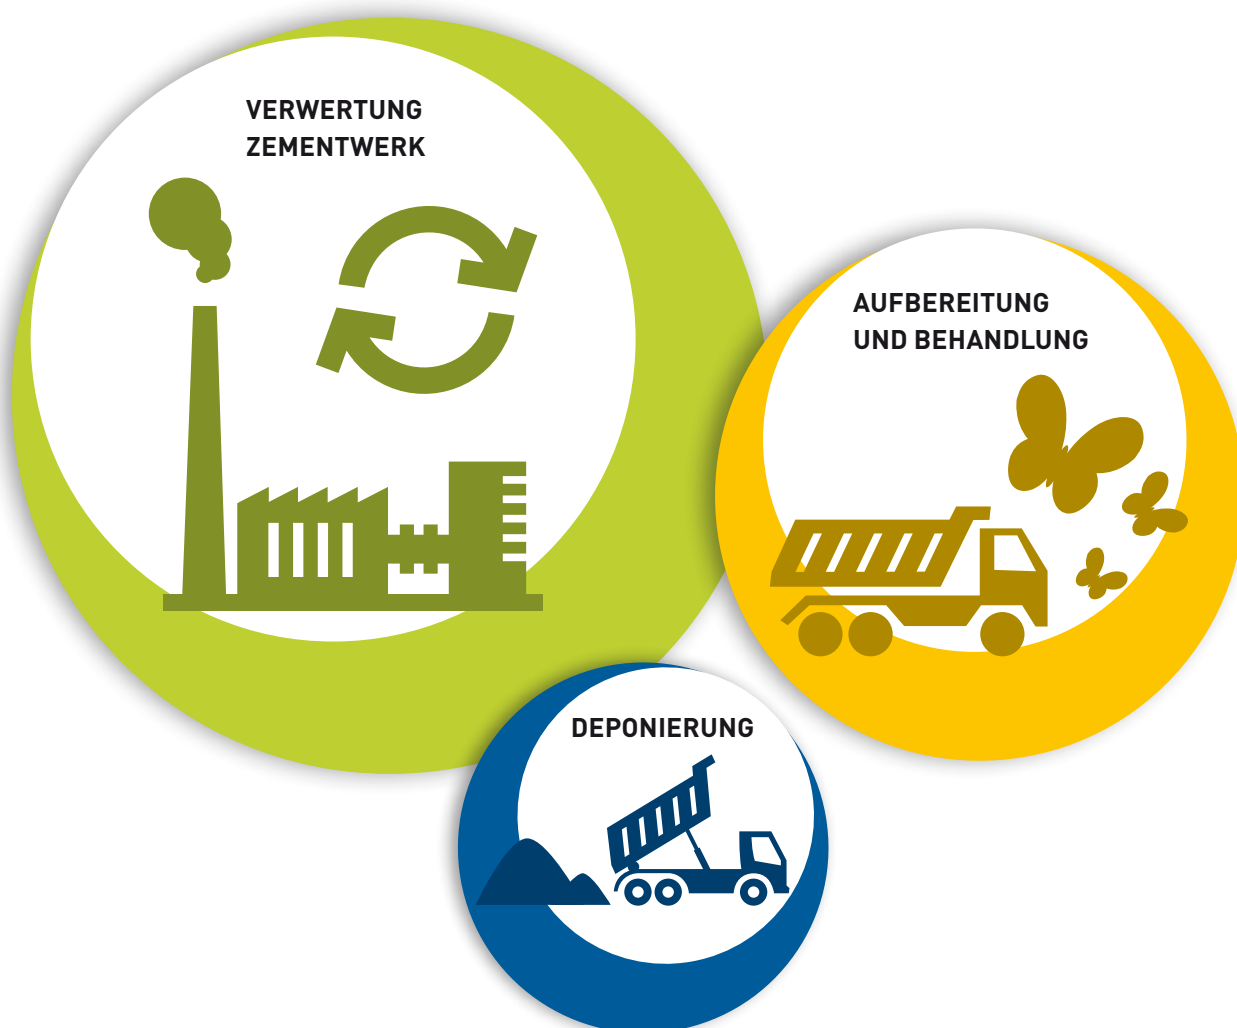 VERWERTUNG
ZEMENTWERK
AUFBEREITUNG
UND BEHANDLUNG
DEPONIERUNG